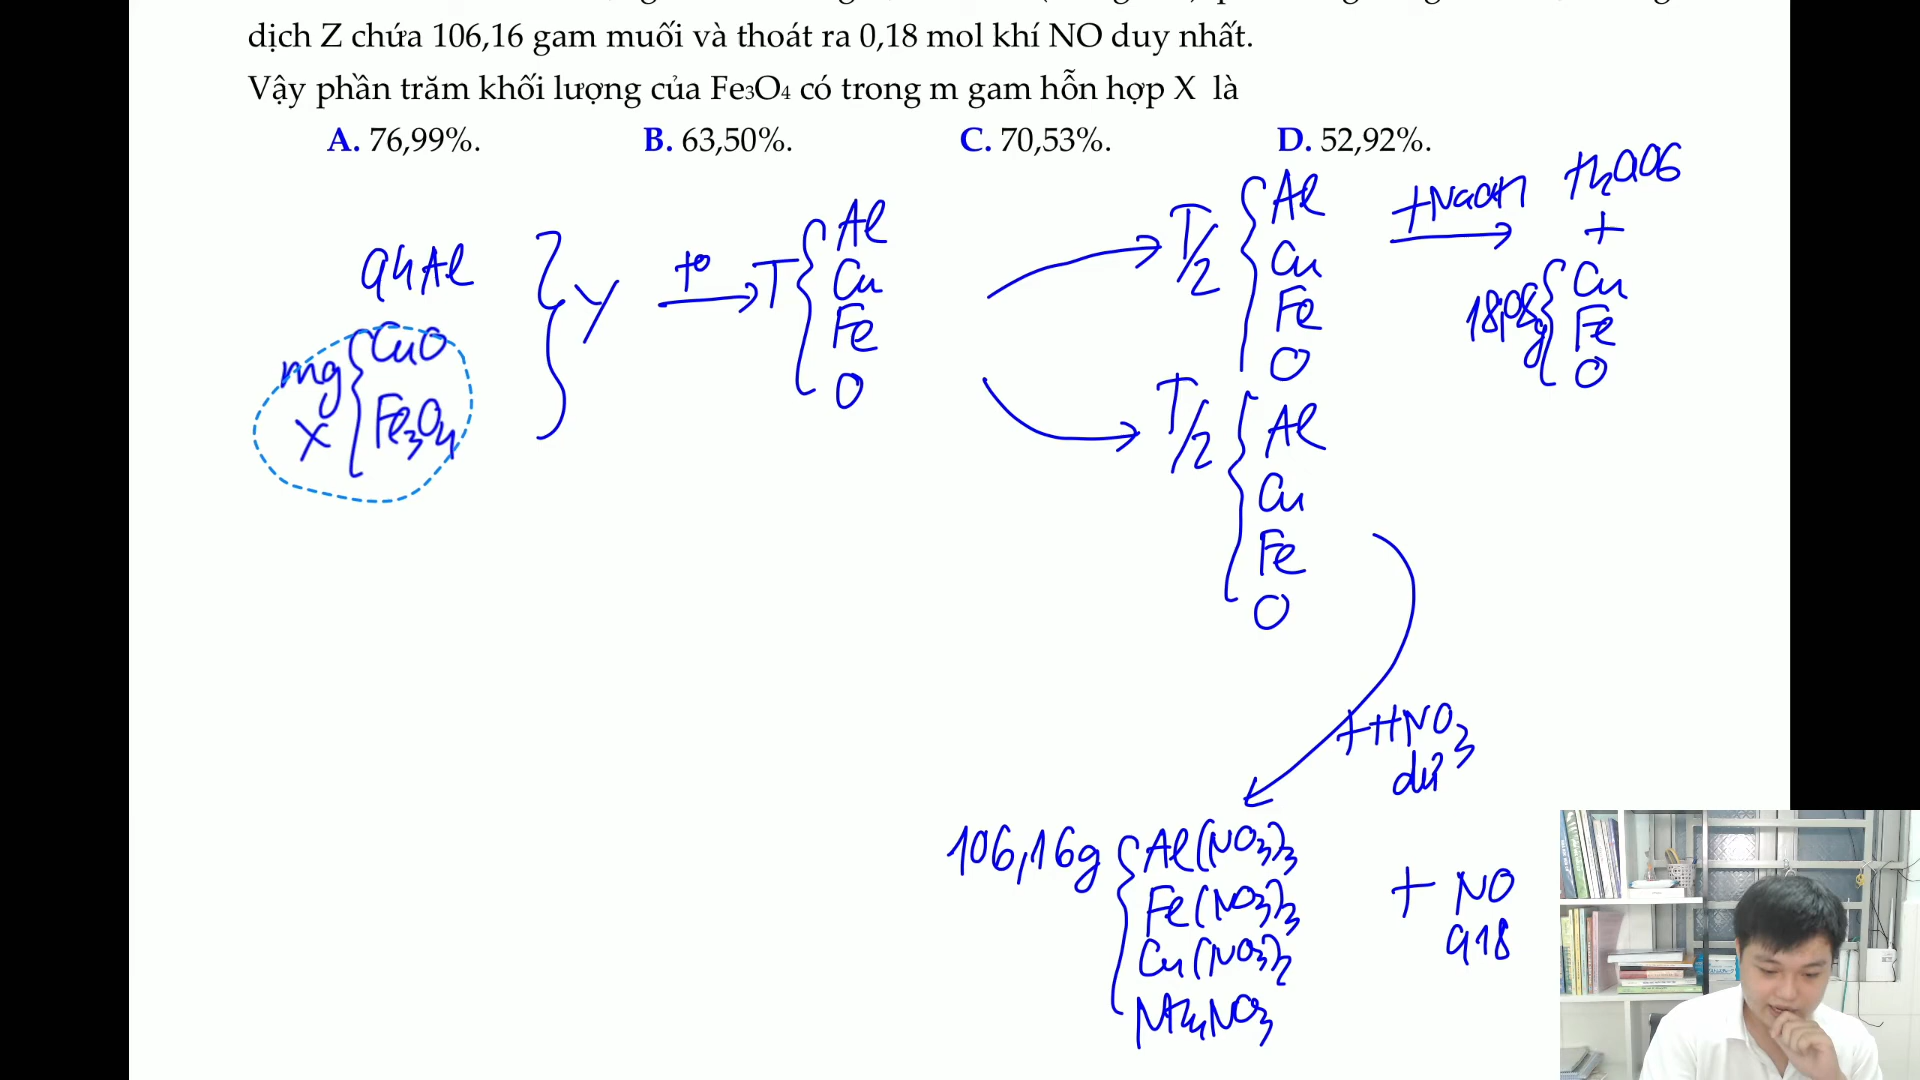 dịch Z chứa 106,16 gam muối và thoát ra 0,18 mol khí NO duy nhất.
Vậy phần trăm khối lượng của Fe3O4 có trong m gam hỗn hợp X là
A. 76,99%. B. 63,50%. C. 70,53%. D. 52,92%.
0,4 Al
mg X
CuO
Fe3O4
Y
t°
T
Al
Cu
Fe
O
T/2
Al
Cu
Fe
O
+NaOH
H2 0,06
+
18,08g
Cu
Fe
O
T/2
Al
Cu
Fe
O
+HNO3
dư
106,16g
Al(NO3)3
Fe(NO3)3
Cu(NO3)2
NH4NO3
+ NO
0,18